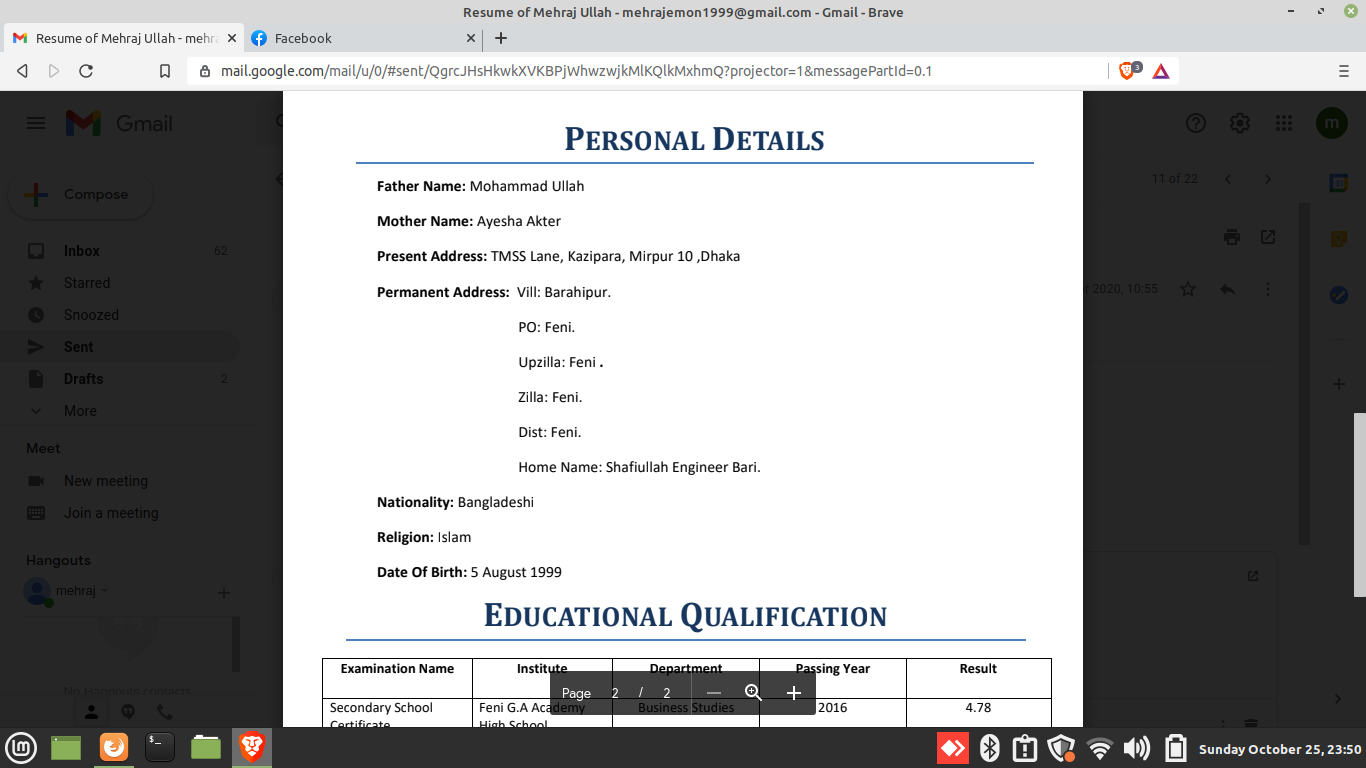 Resume of Mehraj Ullah - mehrajemon1999@gmail.com - Gmail - Brave
Resume of Mehraj Ullah - mehra
Facebook
mail.google.com/mail/u/0/#sent/QgrcJHsHkwkXVKBPjWhwzwjkMlKQlkMxhmQ?projector=1&messagePartId=0.1
3
Gmail
m
Compose
11 of 22
Inbox 62
Starred
Snoozed
Sent
Drafts 2
More
2020, 10:55
Meet
New meeting
Join a meeting
Hangouts
mehraj
No Hangouts contacts
PERSONAL DETAILS
Father Name: Mohammad Ullah
Mother Name: Ayesha Akter
Present Address: TMSS Lane, Kazipara, Mirpur 10 ,Dhaka
Permanent Address: Vill: Barahipur.
PO: Feni.
Upzilla: Feni .
Zilla: Feni.
Dist: Feni.
Home Name: Shafiullah Engineer Bari.
Nationality: Bangladeshi
Religion: Islam
Date Of Birth: 5 August 1999
EDUCATIONAL QUALIFICATION
Examination Name Institute Department Passing Year Result
Secondary School Feni G.A Academy Business Studies 2016 4.78
Certificate High School
Page 2 / 2
Sunday October 25, 23:50